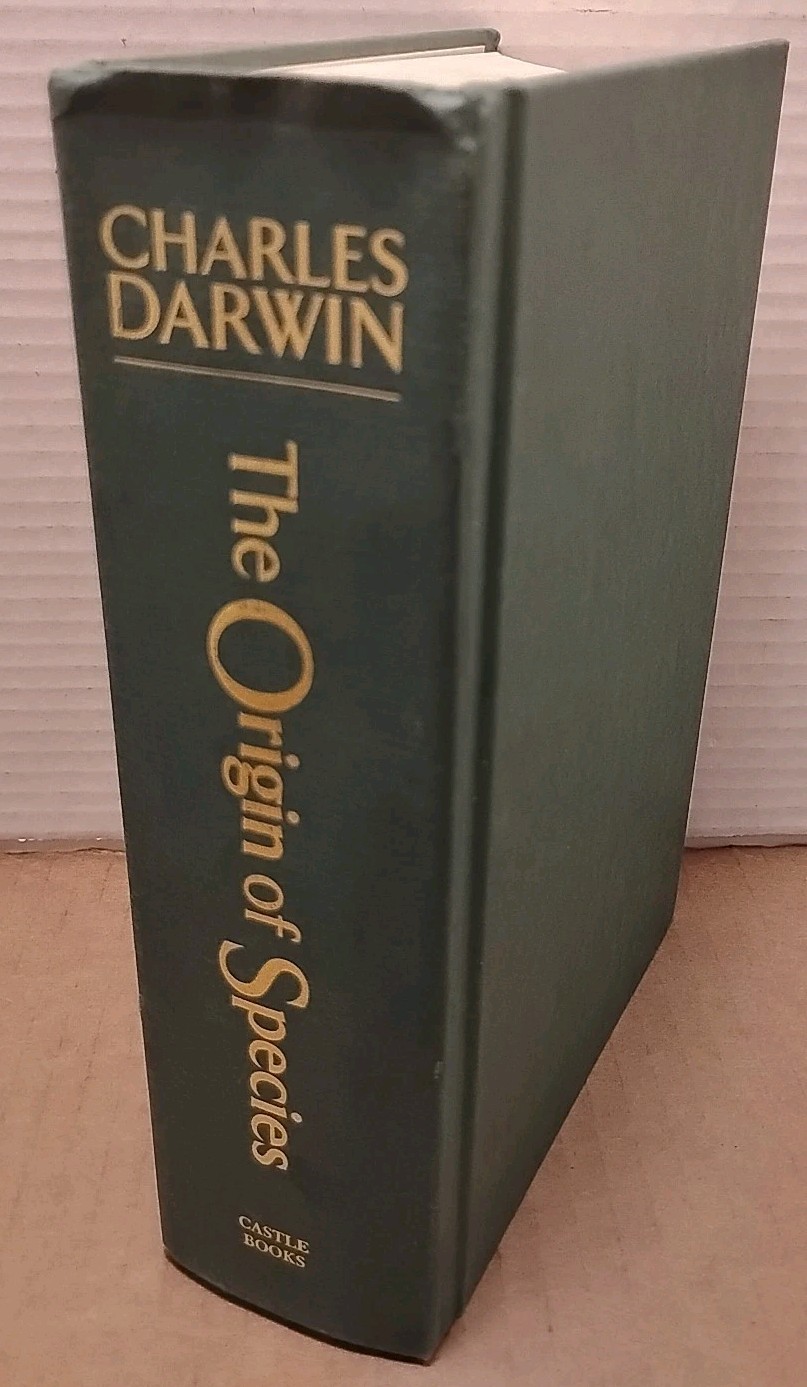 CHARLES
DARWIN
The Origin of Species
CASTLE
BOOKS